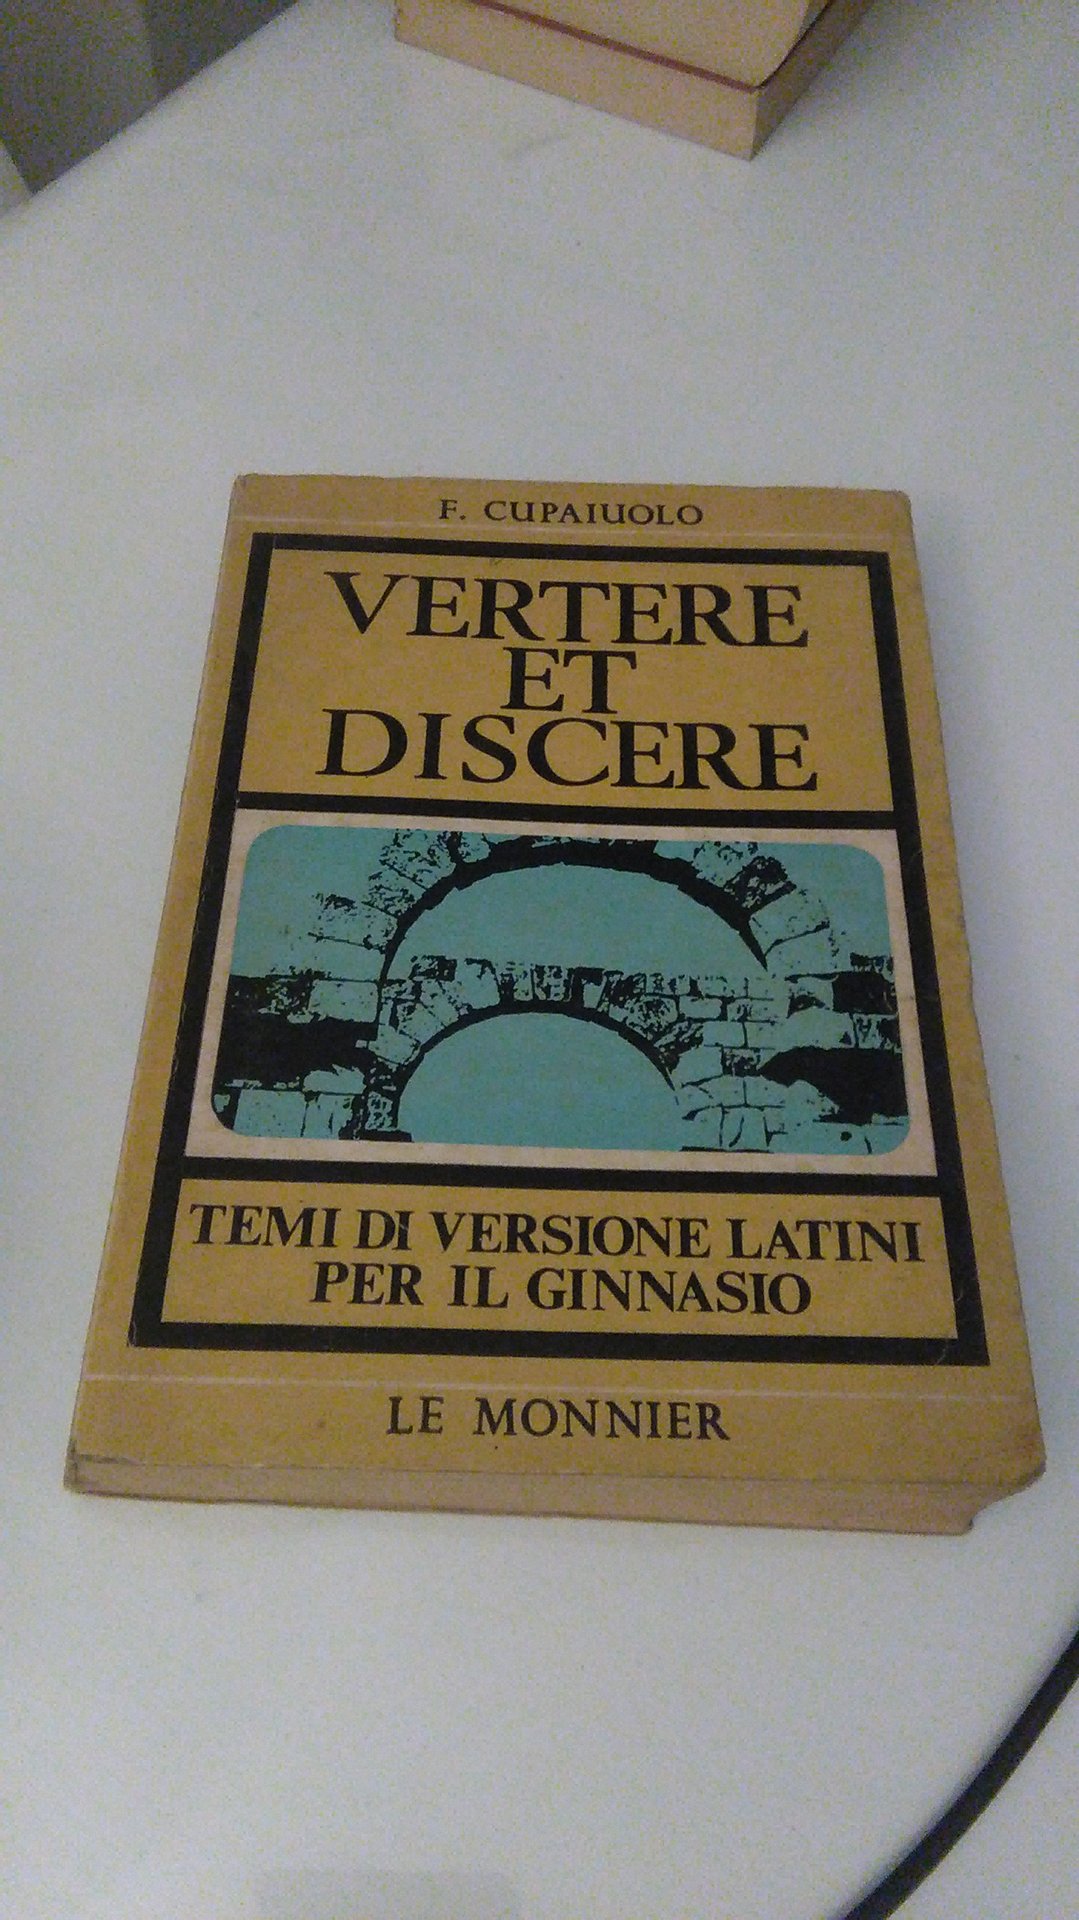 F. CUPAIUOLO
VERTERE
ET
DISCERE
TEMI DI VERSIONE LATINI
PER IL GINNASIO
LE MONNIER